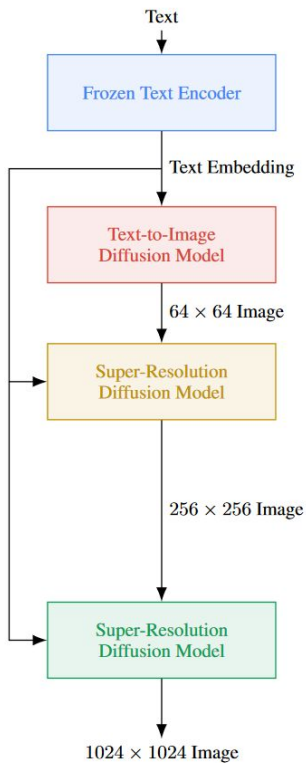 Text
Frozen Text Encoder
Text Embedding
Text-to-Image
Diffusion Model
64 × 64 Image
Super-Resolution
Diffusion Model
256 × 256 Image
Super-Resolution
Diffusion Model
1024 × 1024 Image